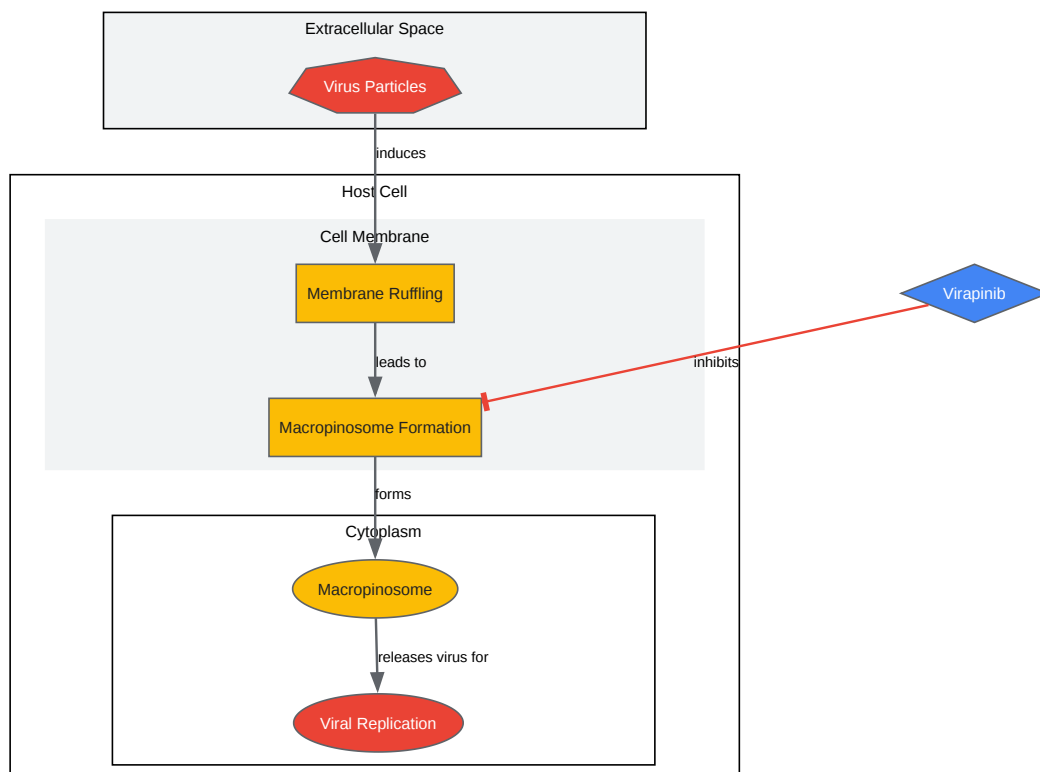 Extracellular Space
Virus Particles
induces
Host Cell
Cell Membrane
Membrane Ruffling
Virapinib
leads to
inhibits
Macropinosome Formation
forms
Cytoplasm
Macropinosome
releases virus for
Viral Replication